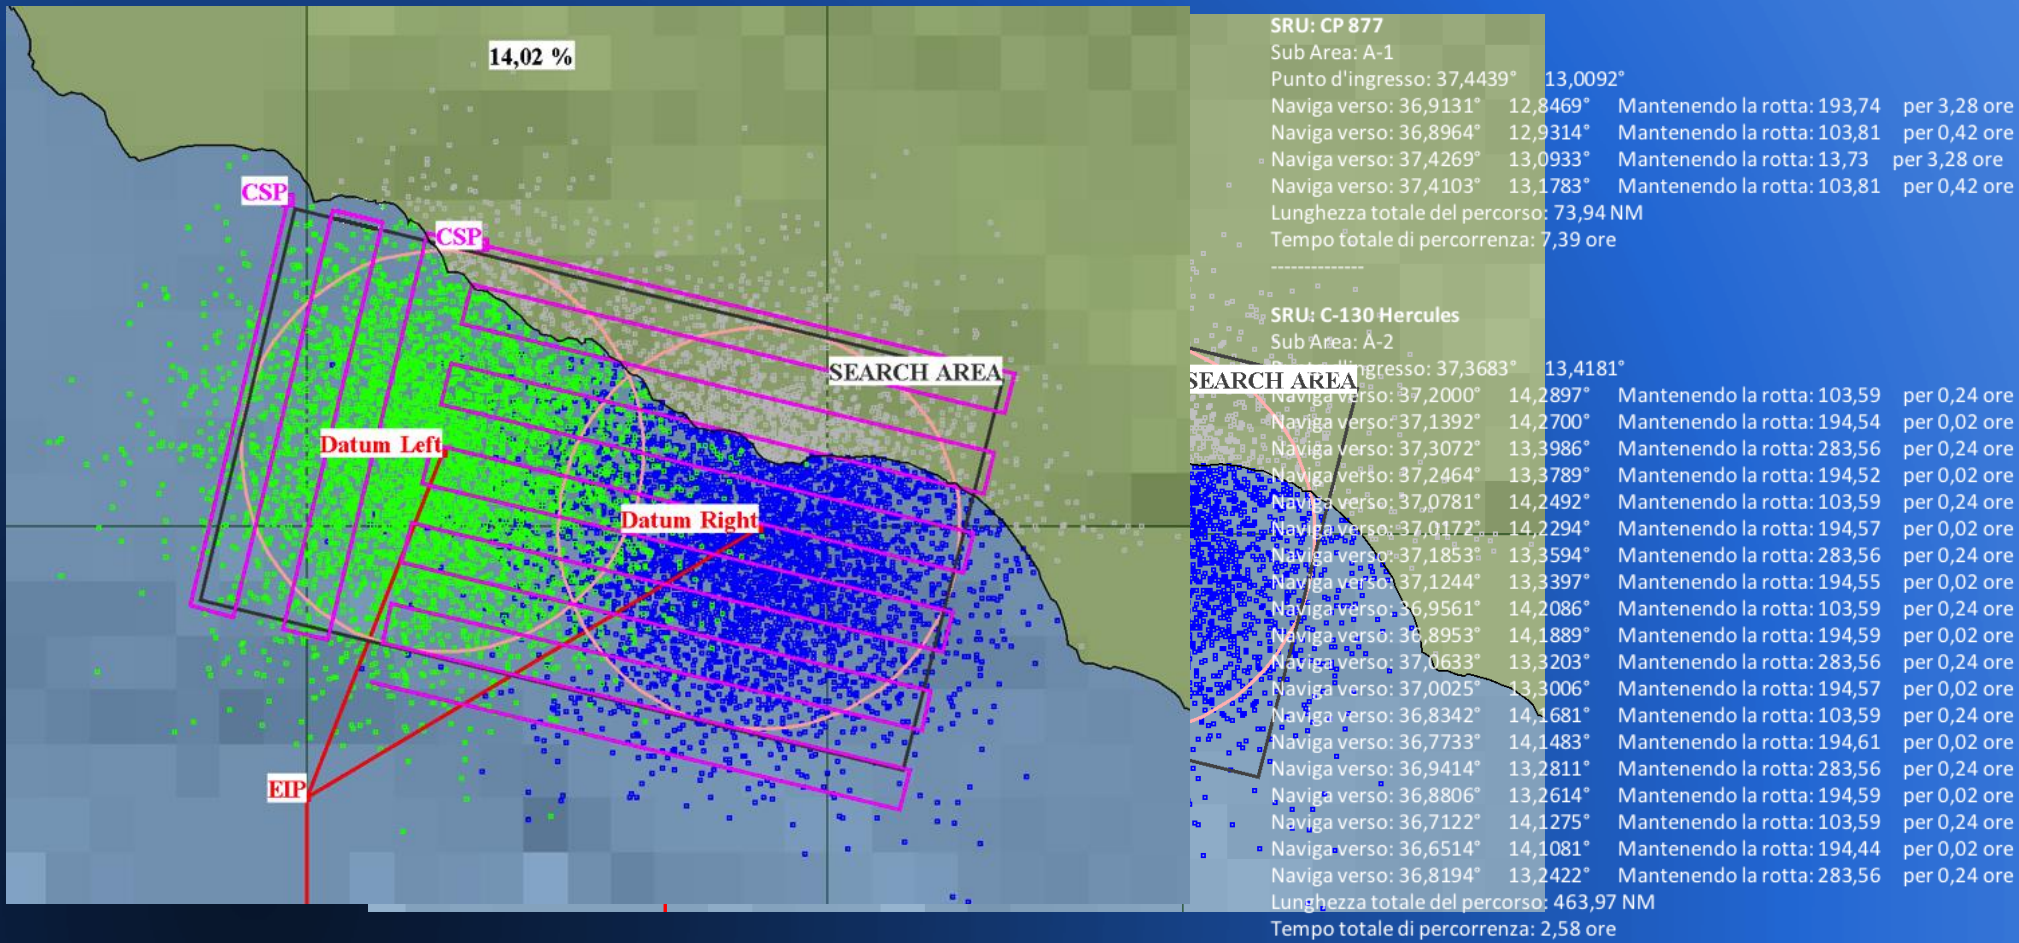 14,02 %
CSP
CSP
SEARCH AREA
Datum Left
Datum Right
EIP
SEARCH AREA
SRU: CP 877
Sub Area: A-1
Punto d'ingresso: 37,4439° 13,0092°
Naviga verso: 36,9131° 12,8469° Mantenendo la rotta: 193,74 per 3,28 ore
Naviga verso: 36,8964° 12,9314° Mantenendo la rotta: 103,81 per 0,42 ore
Naviga verso: 37,4269° 13,0933° Mantenendo la rotta: 13,73 per 3,28 ore
Naviga verso: 37,4103° 13,1783° Mantenendo la rotta: 103,81 per 0,42 ore
Lunghezza totale del percorso: 73,94 NM
Tempo totale di percorrenza: 7,39 ore
--------------
SRU: C-130 Hercules
Sub Area: A-2
ingresso: 37,3683° 13,4181°
Naviga verso: 37,2000° 14,2897° Mantenendo la rotta: 103,59 per 0,24 ore
Naviga verso: 37,1392° 14,2700° Mantenendo la rotta: 194,54 per 0,02 ore
Naviga verso: 37,3072° 13,3986° Mantenendo la rotta: 283,56 per 0,24 ore
Naviga verso: 37,2464° 13,3789° Mantenendo la rotta: 194,52 per 0,02 ore
Naviga verso: 37,0781° 14,2492° Mantenendo la rotta: 103,59 per 0,24 ore
Naviga verso: 37,0172° 14,2294° Mantenendo la rotta: 194,57 per 0,02 ore
Naviga verso: 37,1853° 13,3594° Mantenendo la rotta: 283,56 per 0,24 ore
Naviga verso: 37,1244° 13,3397° Mantenendo la rotta: 194,55 per 0,02 ore
Naviga verso: 36,9561° 14,2086° Mantenendo la rotta: 103,59 per 0,24 ore
Naviga verso: 36,8953° 14,1889° Mantenendo la rotta: 194,59 per 0,02 ore
Naviga verso: 37,0633° 13,3203° Mantenendo la rotta: 283,56 per 0,24 ore
Naviga verso: 37,0025° 13,3006° Mantenendo la rotta: 194,57 per 0,02 ore
Naviga verso: 36,8342° 14,1681° Mantenendo la rotta: 103,59 per 0,24 ore
Naviga verso: 36,7733° 14,1483° Mantenendo la rotta: 194,61 per 0,02 ore
Naviga verso: 36,9414° 13,2811° Mantenendo la rotta: 283,56 per 0,24 ore
Naviga verso: 36,8806° 13,2614° Mantenendo la rotta: 194,59 per 0,02 ore
Naviga verso: 36,7122° 14,1275° Mantenendo la rotta: 103,59 per 0,24 ore
Naviga verso: 36,6514° 14,1081° Mantenendo la rotta: 194,44 per 0,02 ore
Naviga verso: 36,8194° 13,2422° Mantenendo la rotta: 283,56 per 0,24 ore
Lunghezza totale del percorso: 463,97 NM
Tempo totale di percorrenza: 2,58 ore